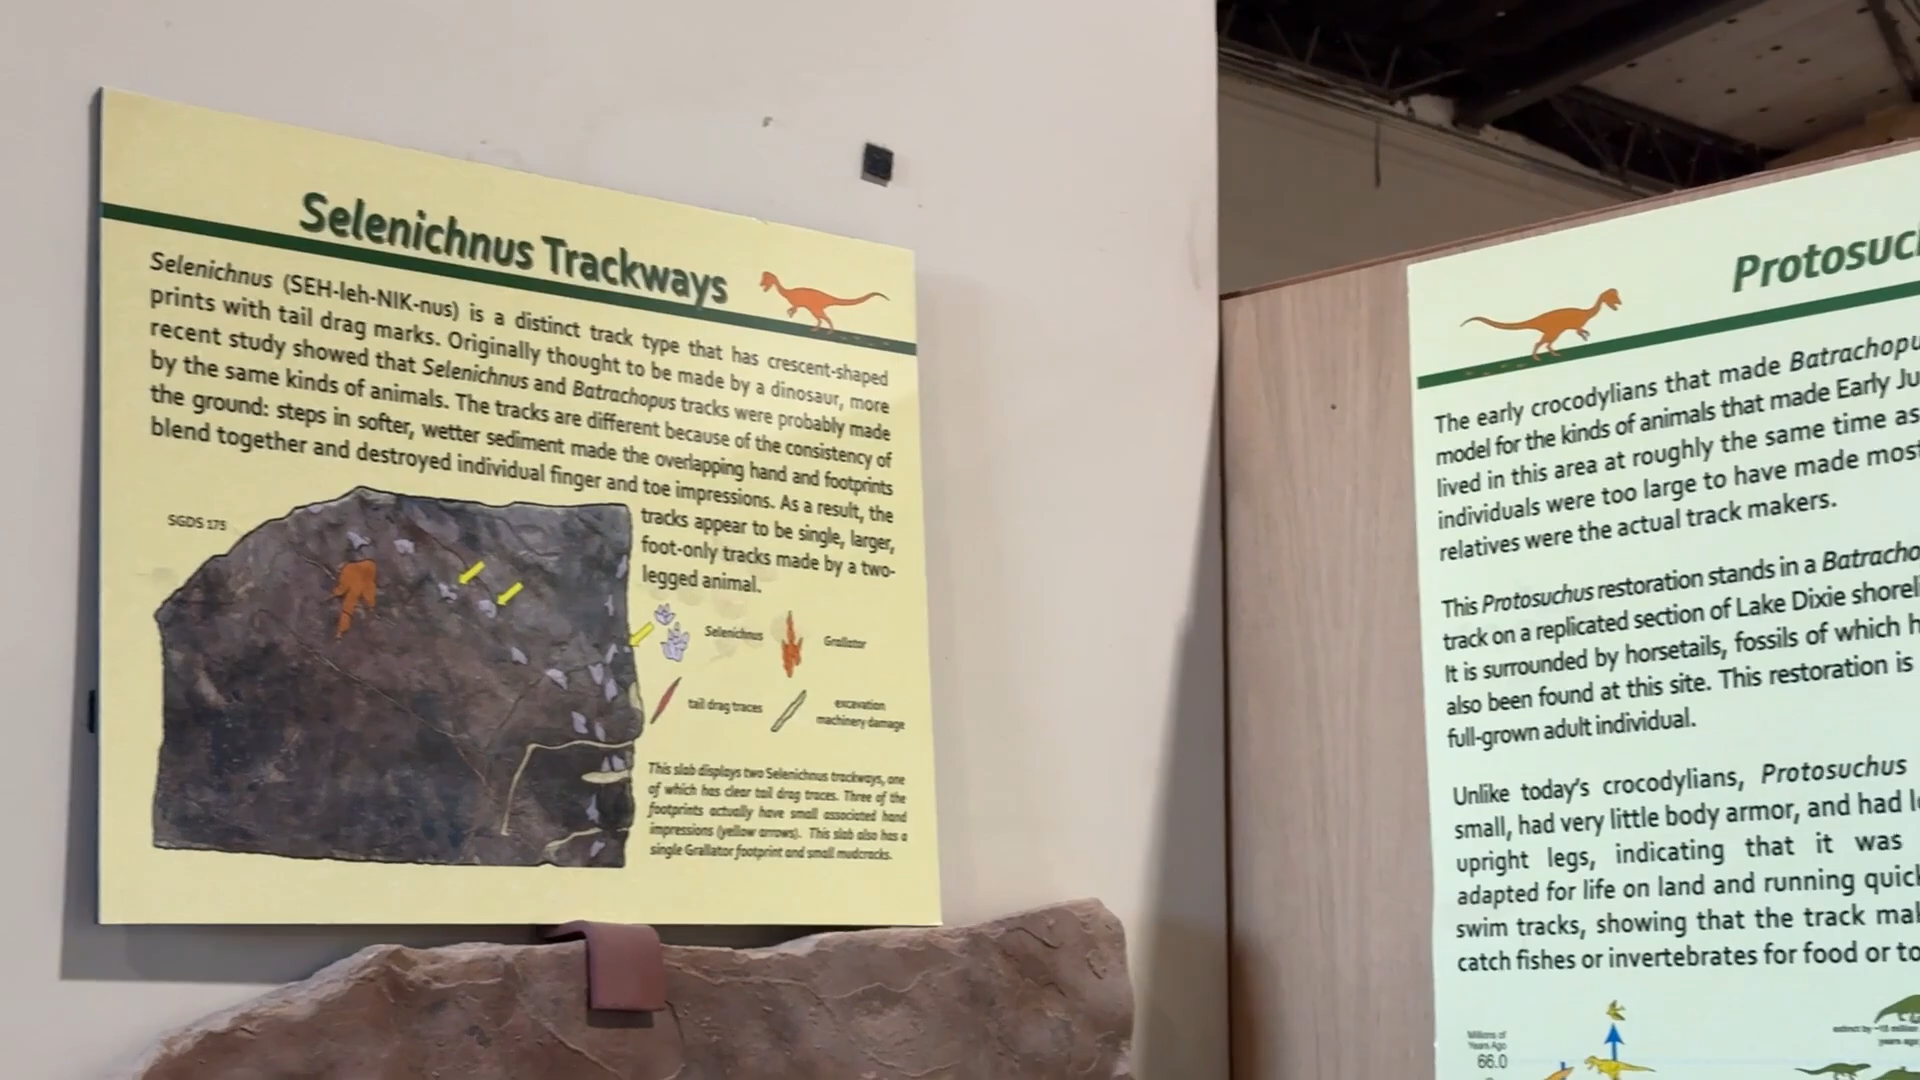 Selenichnus Trackways
Selenichnus (SEH-leh-NIK-nus) is a distinct track type that has crescent-shaped
prints with tail drag marks. Originally thought to be made by a dinosaur, more
recent study showed that Selenichnus and Batrachopus tracks were probably made
by the same kinds of animals. The tracks are different because of the consistency of
the ground: steps in softer, wetter sediment made the overlapping hand and footprints
blend together and destroyed individual finger and toe impressions. As a result, the
tracks appear to be single, larger,
foot-only tracks made by a two-
legged animal.
SGDS 175
Selenichnus
Grallator
tail drag traces
excavation
machinery damage
This slab displays two Selenichnus trackways, one
of which has clear tail drag traces. Three of the
footprints actually have small associated hand
impressions (yellow arrows). This slab also has a
single Grallator footprint and small mudcracks.
Protosuc
The early crocodylians that made Batrachopu
model for the kinds of animals that made Early Ju
lived in this area at roughly the same time as
individuals were too large to have made most
relatives were the actual track makers.
This Protosuchus restoration stands in a Batracho
track on a replicated section of Lake Dixie shoreli
It is surrounded by horsetails, fossils of which h
also been found at this site. This restoration is
full-grown adult individual.
Unlike today's crocodylians, Protosuchus
small, had very little body armor, and had l
upright legs, indicating that it was
adapted for life on land and running quick
swim tracks, showing that the track mak
catch fishes or invertebrates for food or to
Millions of
Years Ago
66.0
extinct by ~18 million
years ago